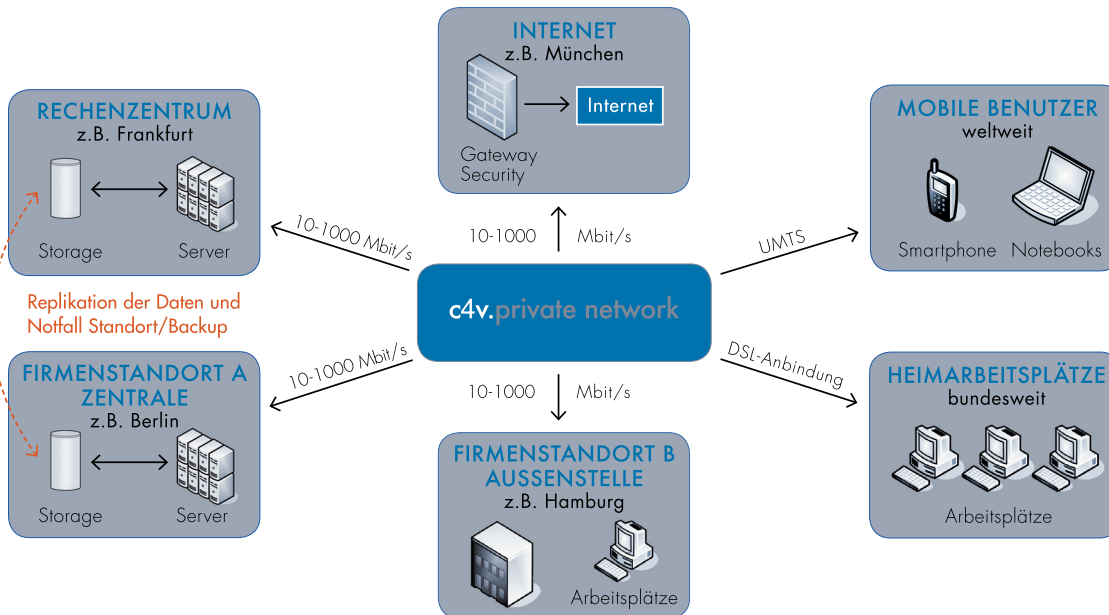 INTERNET
z.B. München
Internet
Gateway
Security
RECHENZENTRUM
z.B. Frankfurt
Storage
Server
MOBILE BENUTZER
weltweit
Smartphone
Notebooks
10-1000 Mbit/s
10-1000
Mbit/s
UMTS
Replikation der Daten und
Notfall Standort/Backup
c4v.private network
10-1000 Mbit/s
10-1000
Mbit/s
DSL-Anbindung
FIRMENSTANDORT A
ZENTRALE
z.B. Berlin
Storage
Server
FIRMENSTANDORT B
AUSSENSTELLE
z.B. Hamburg
Arbeitsplätze
HEIMARBEITSPLÄTZE
bundesweit
Arbeitsplätze